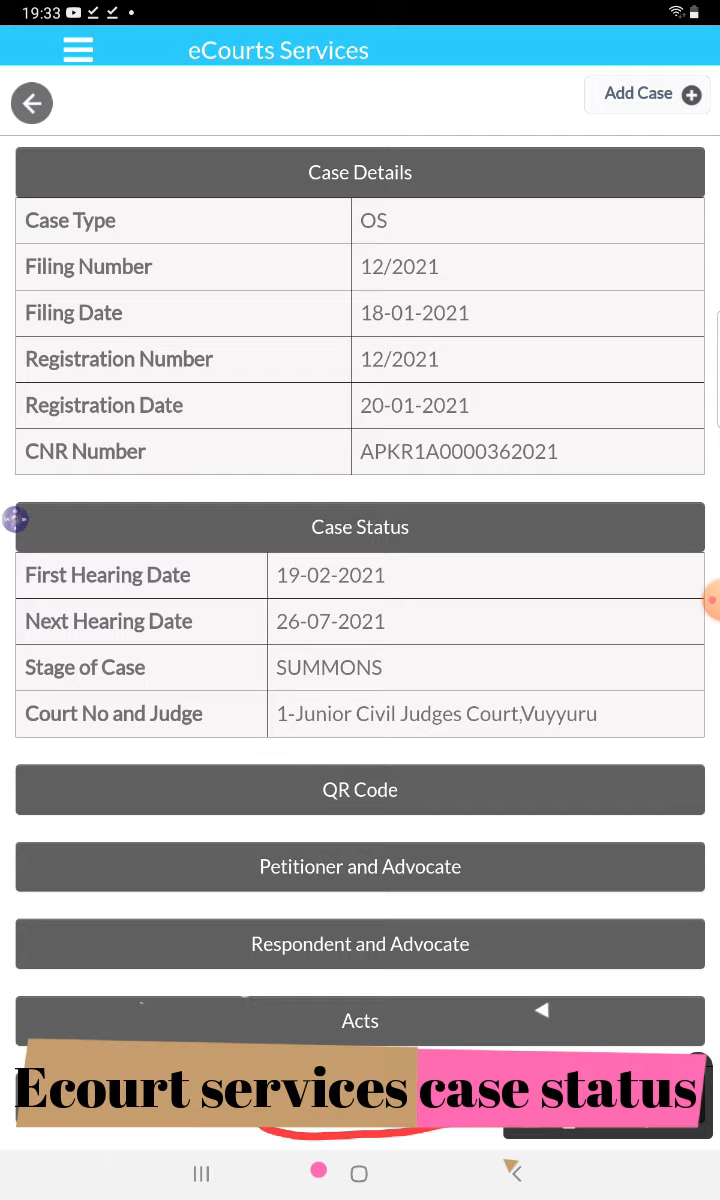 19:33
eCourts Services
Add Case
Case Details
Case Type OS
Filing Number 12/2021
Filing Date 18-01-2021
Registration Number 12/2021
Registration Date 20-01-2021
CNR Number APKR1A0000362021
Case Status
First Hearing Date 19-02-2021
Next Hearing Date 26-07-2021
Stage of Case SUMMONS
Court No and Judge 1-Junior Civil Judges Court,Vuyyuru
QR Code
Petitioner and Advocate
Respondent and Advocate
Acts
Ecourt services case status